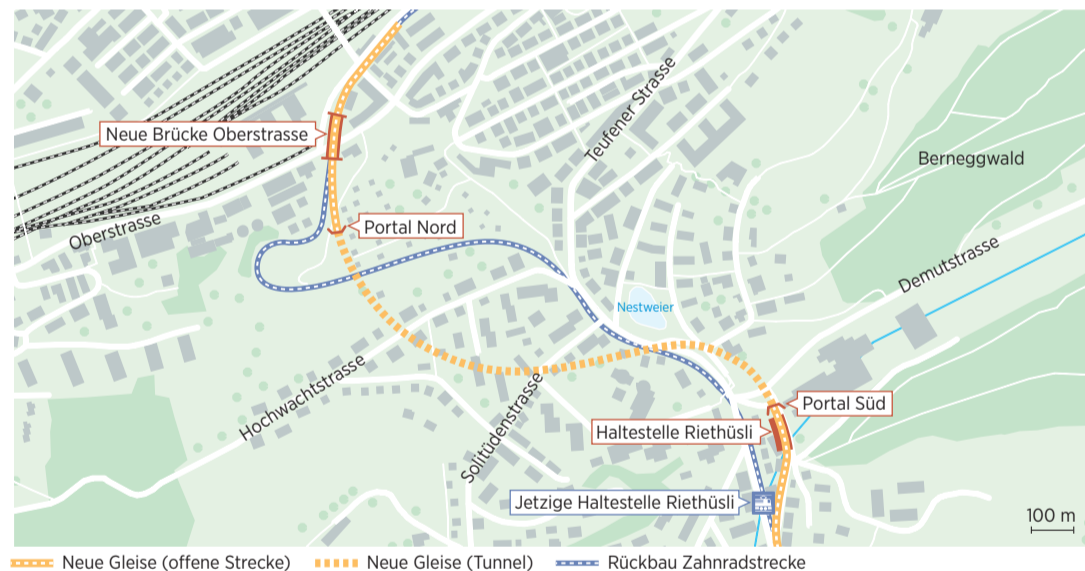 Teufener Strasse
Neue Brücke Oberstrasse
Berneggwald
Oberstrasse
Portal Nord
Demutstrasse
Nestweier
Hochwachtstrasse
Solitüdenstrasse
Portal Süd
Haltestelle Riethüsli
Jetzige Haltestelle Riethüsli
100 m
Neue Gleise (offene Strecke)
Neue Gleise (Tunnel)
Rückbau Zahnradstrecke